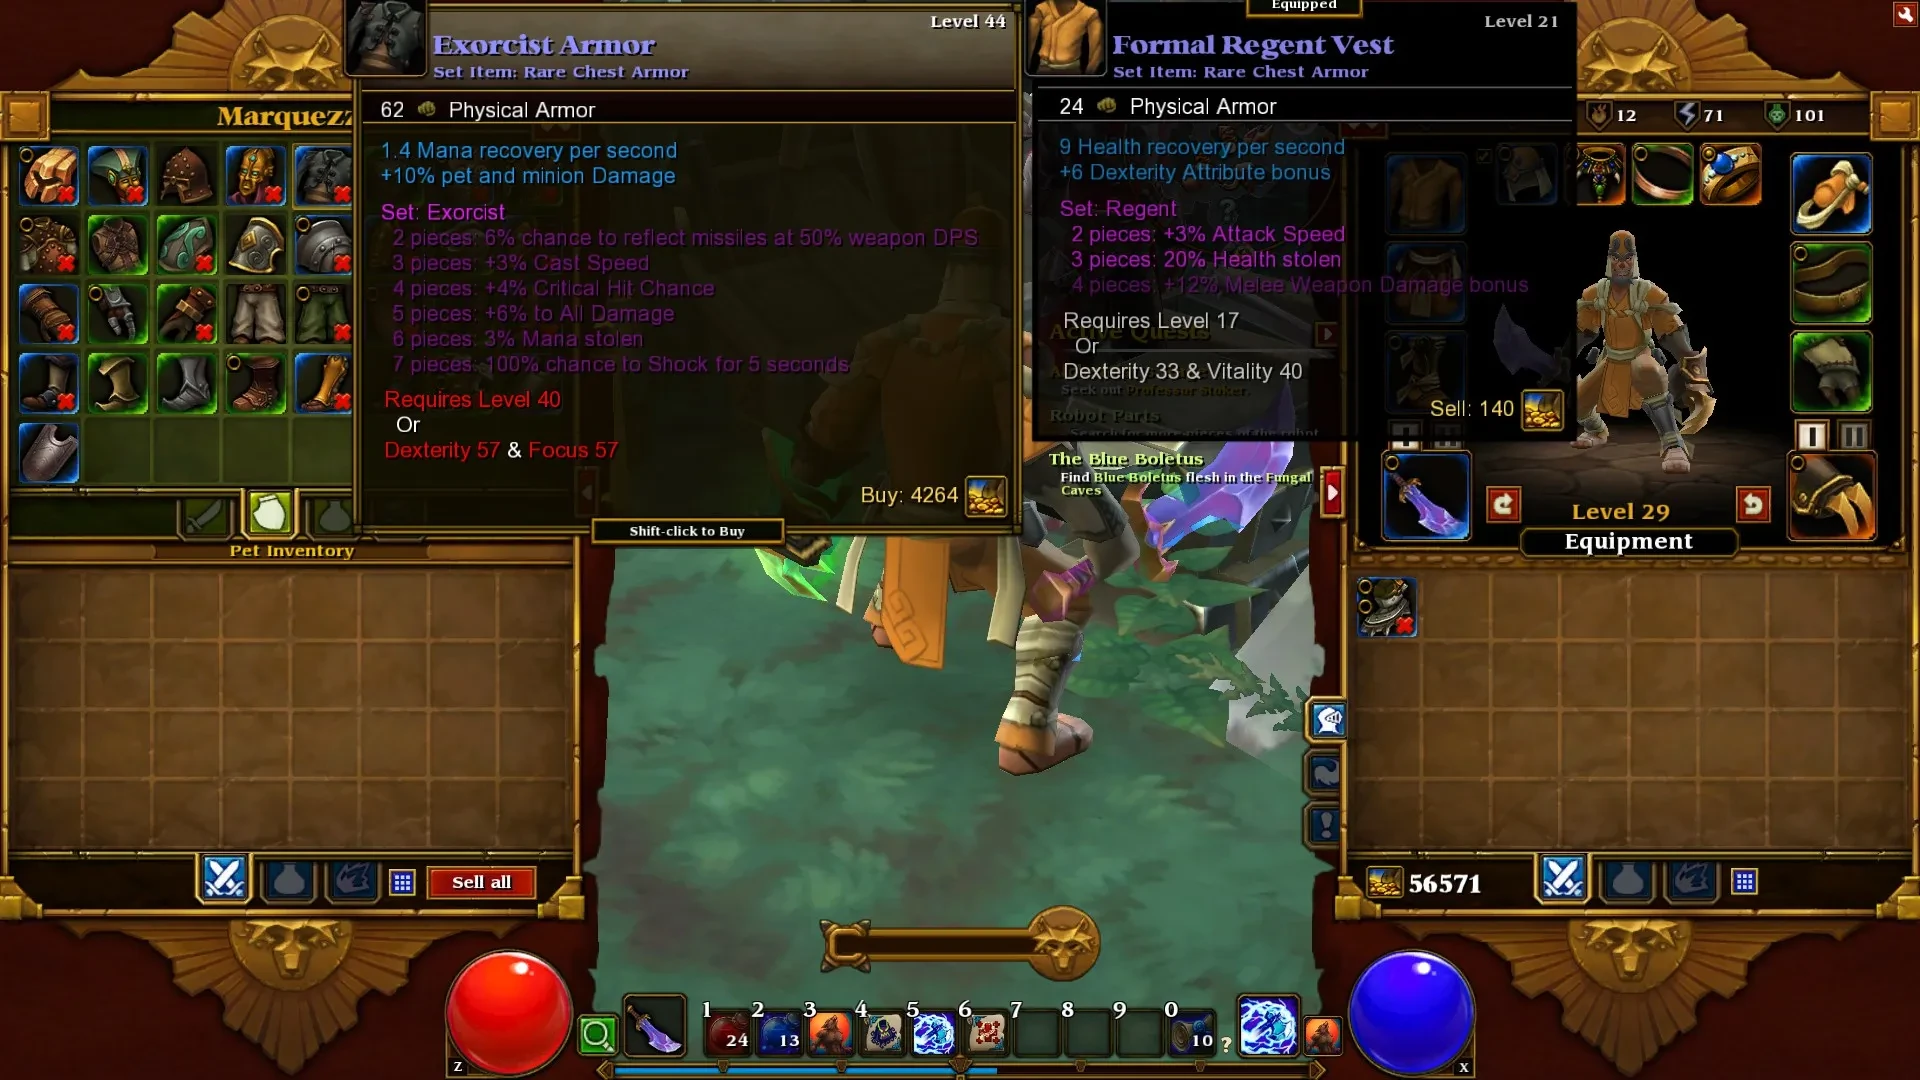 Level 44
Exorcist Armor
Set Item: Rare Chest Armor
62 Physical Armor
1.4 Mana recovery per second
+10% pet and minion Damage
Set: Exorcist
2 pieces: 6% chance to reflect missiles at 50% weapon DPS
3 pieces: +3% Cast Speed
4 pieces: +4% Critical Hit Chance
5 pieces: +6% to All Damage
6 pieces: 3% Mana stolen
7 pieces: 100% chance to Shock for 5 seconds
Requires Level 40
Or
Dexterity 57 & Focus 57
Buy: 4264
Shift-click to Buy
Equipped
Level 21
Formal Regent Vest
Set Item: Rare Chest Armor
24 Physical Armor
9 Health recovery per second
+6 Dexterity Attribute bonus
Set: Regent
2 pieces: +3% Attack Speed
3 pieces: 20% Health stolen
4 pieces: +12% Melee Weapon Damage bonus
Requires Level 17
Or
Dexterity 33 & Vitality 40
Sell: 140
Active Quests
Seek out Professor Stoker.
Robot Parts
Search for more pieces of the robot
The Blue Boletus
Find Blue Boletus flesh in the Fungal
Caves
Marquezz
Pet Inventory
Sell all
12 71 101
I II
Level 29
Equipment
56571
1 2 3 4 5 6 7 8 9 0
24 13 10 ?
Z
X